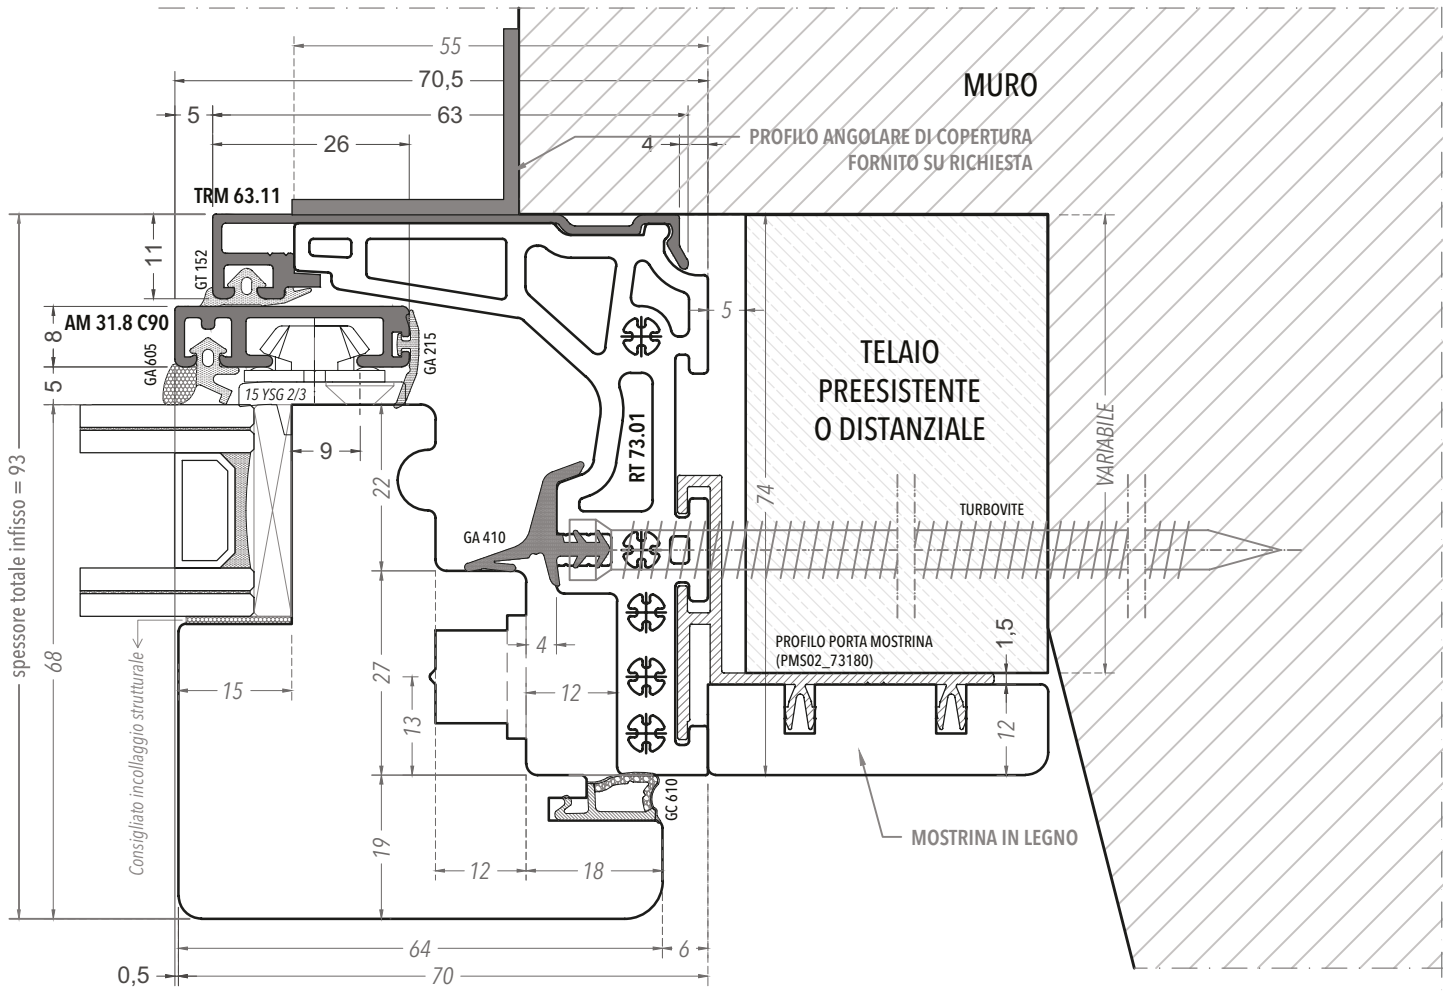 55
70,5
MURO
5
63
26
4
PROFILO ANGOLARE DI COPERTURA
FORNITO SU RICHIESTA
TRM 63.11
11
GT 152
AM 31.8 C90
8
GA 605
GA 215
5
5
15 YSG 2/3
TELAIO
PREESISTENTE
O DISTANZIALE
VARIABILE
RT 73.01
9
22
74
spessore totale infisso = 93
GA 410
TURBOVITE
68
Consigliato incollaggio strutturale
15
27
13
4
12
PROFILO PORTA MOSTRINA
(PMS02_73180)
1,5
12
GC 610
19
12
18
MOSTRINA IN LEGNO
64
6
0,5
70